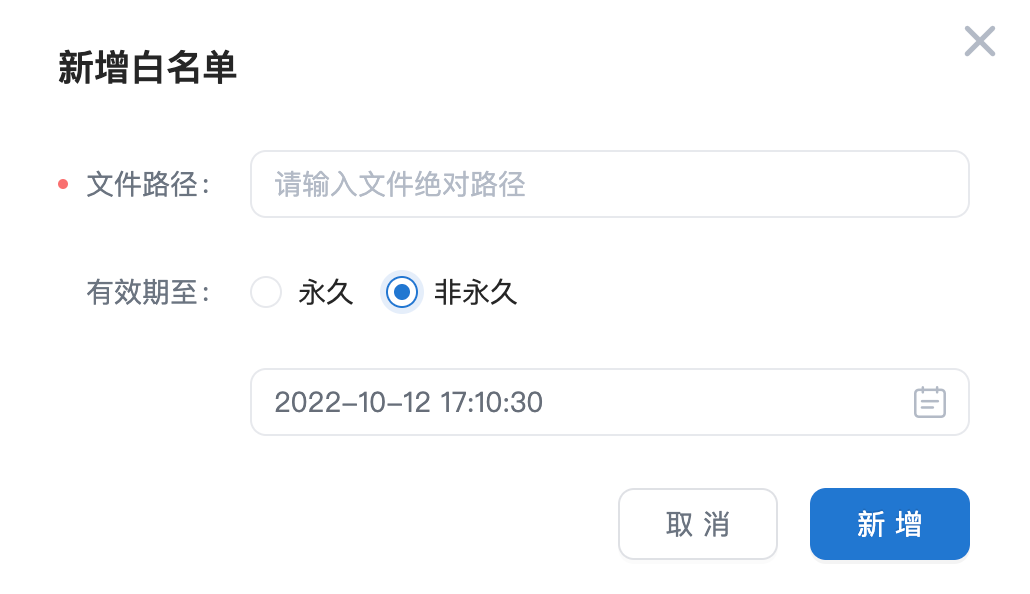 新增白名单
文件路径: 请输入文件绝对路径
有效期至: 永久 非永久
2022-10-12 17:10:30
取 消 新 增